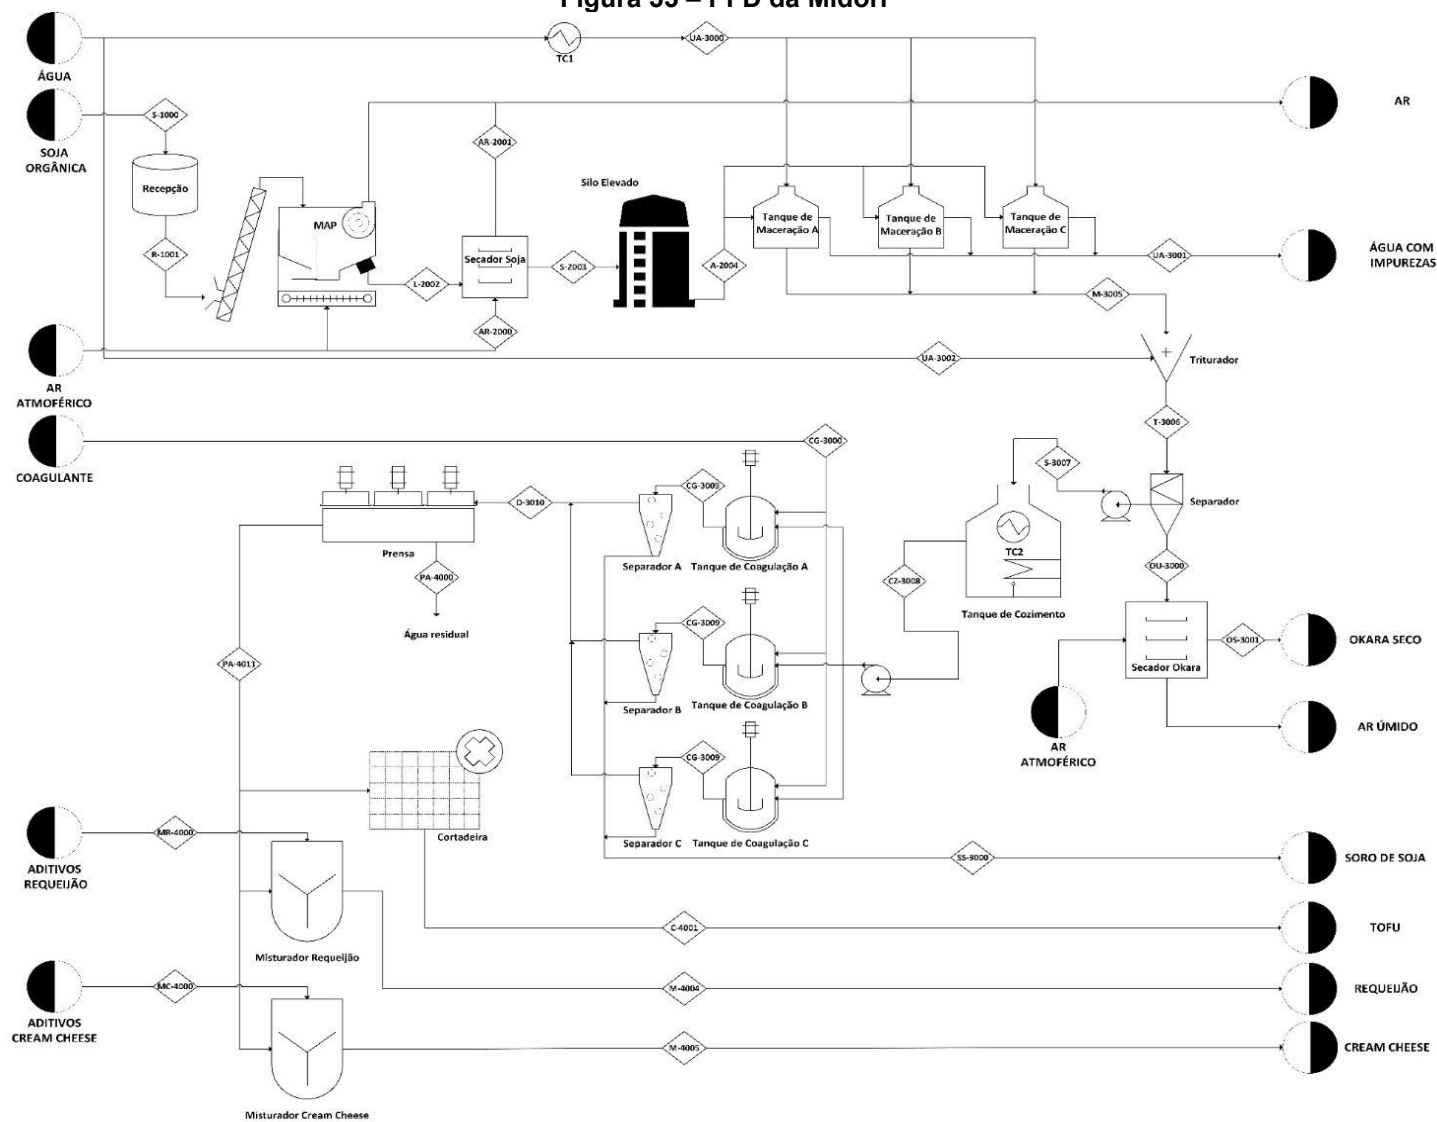 Figura 33 – PFD da Midori
ÁGUA
TC1
UA-3000
SOJA
ORGÂNICA
S-1000
AR
AR-2001
Recepção
MAP
Silo Elevado
Tanque de
Maceração A
Tanque de
Maceração B
Tanque de
Maceração C
R-1001
L-2002
Secador Soja
S-2003
A-2004
UA-3001
ÁGUA COM
IMPUREZAS
M-3005
AR-2000
AR
ATMOFÉRICO
UA-3002
Triturador
T-3006
COAGULANTE
CG-3000
S-3007
Separador
D-3010
CG-3009
Prensa
Separador A
Tanque de Coagulação A
TC2
OU-3000
PA-4000
CZ-3008
Tanque de Cozimento
Água residual
CG-3009
Separador B
Tanque de Coagulação B
Secador Okara
OS-3001
OKARA SECO
PA-4011
AR
ATMOFÉRICO
AR ÚMIDO
CG-3009
Separador C
Tanque de Coagulação C
Cortadeira
ADITIVOS
REQUEIJÃO
MR-4000
SS-3000
SORO DE SOJA
Misturador Requeijão
C-4001
TOFU
ADITIVOS
CREAM CHEESE
MC-4000
M-4004
REQUEIJÃO
M-4005
CREAM CHEESE
Misturador Cream Cheese